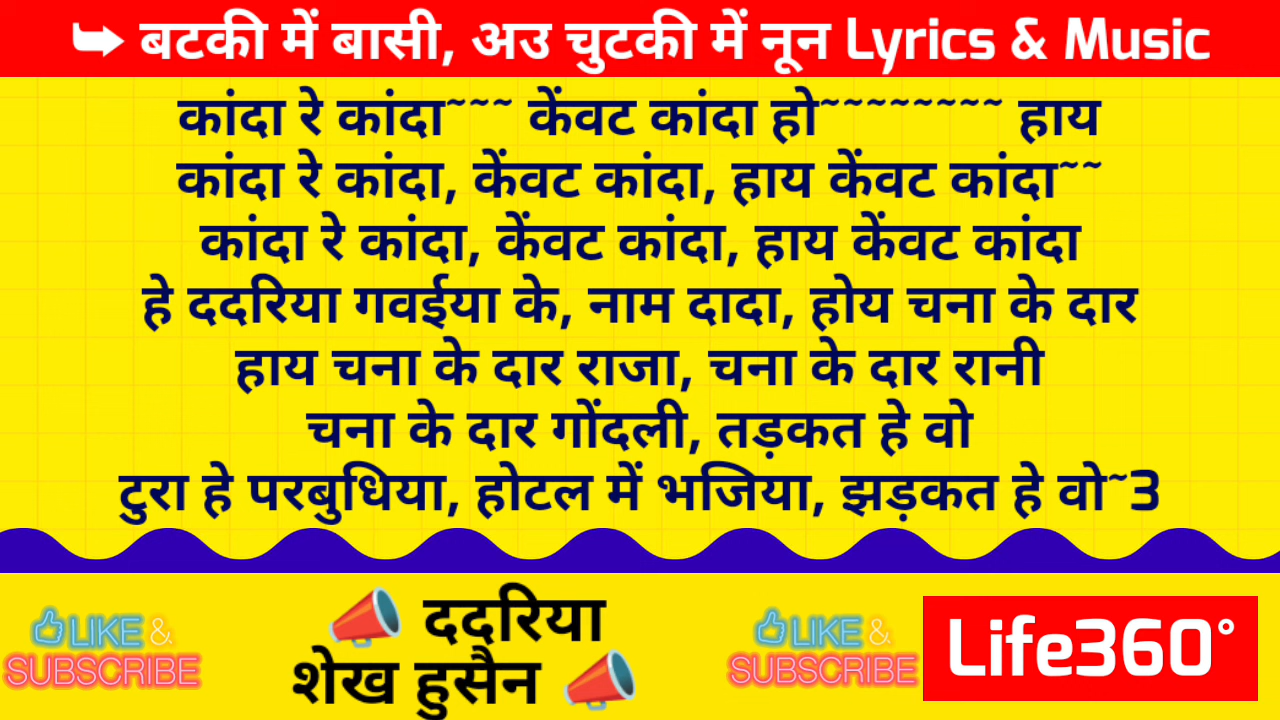 ➥ बटकी में बासी, अउ चुटकी में नून Lyrics & Music
कांदा रे कांदा~~~ केंवट कांदा हो~~~~~~~~ हाय
कांदा रे कांदा, केंवट कांदा, हाय केंवट कांदा~~
कांदा रे कांदा, केंवट कांदा, हाय केंवट कांदा
हे ददरिया गवईया के, नाम दादा, होय चना के दार
हाय चना के दार राजा, चना के दार रानी
चना के दार गोंदली, तड़कत हे वो
टुरा हे परबुधिया, होटल में भजिया, झड़कत हे वो~3
LIKE &
SUBSCRIBE
📣 ददरिया
शेख हुसैन 📣
LIKE &
SUBSCRIBE
Life360°